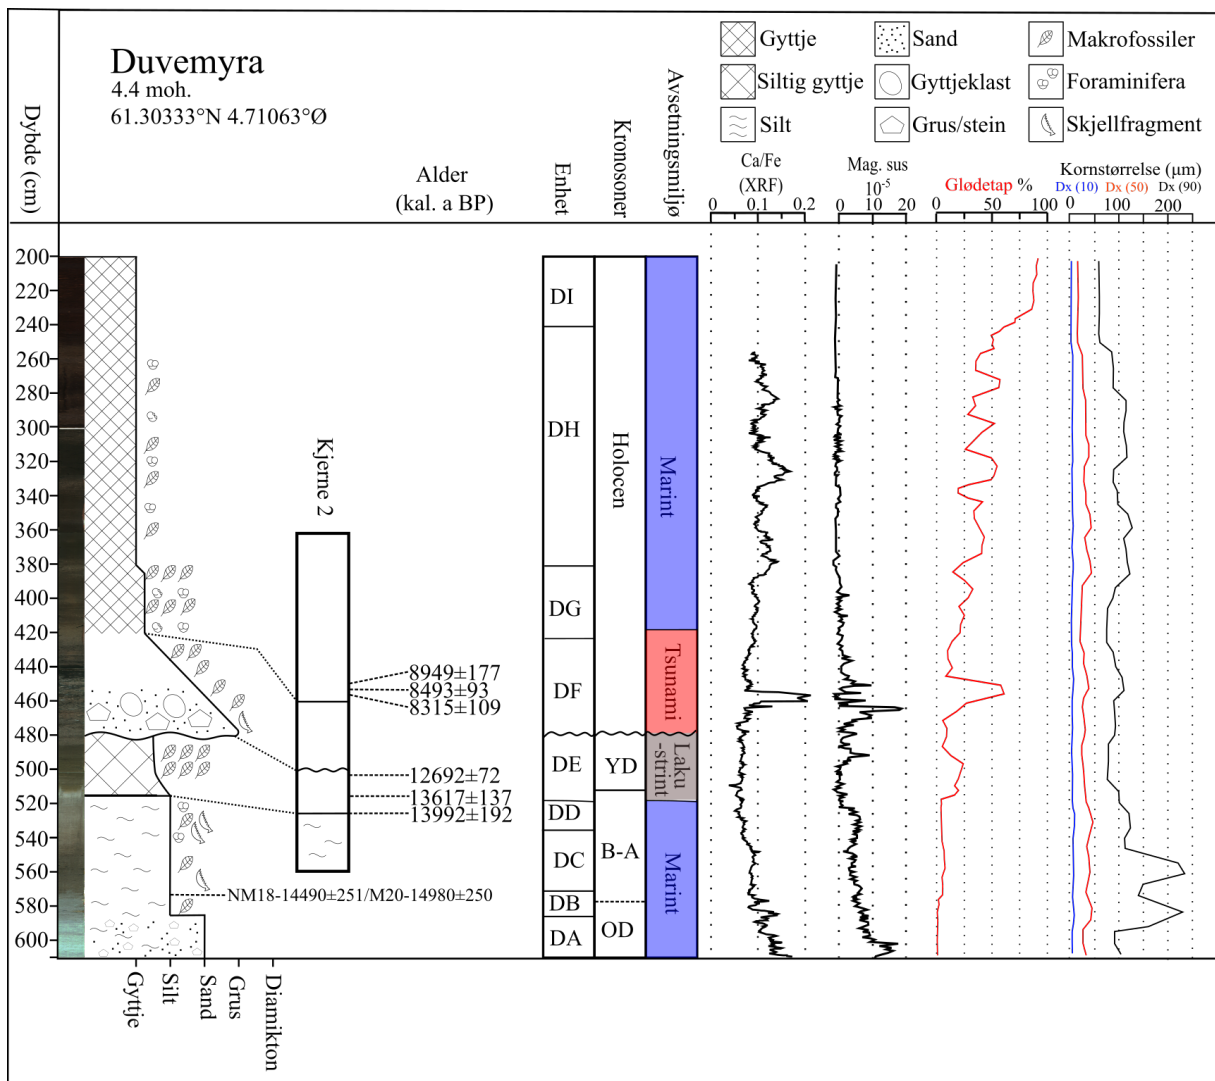 Duvemyra
4.4 moh.
61.30333°N 4.71063°Ø
Gyttje
Sand
Makrofossiler
Siltig gyttje
Gyttjeklast
Foraminifera
Silt
Grus/stein
Skjellfragment
Dybde (cm)
Alder
(kal. a BP)
Enhet
Kronosoner
Avsetningsmiljø
Ca/Fe
(XRF)
0 0.1 0.2
Mag. sus
10⁻⁵
0 10 20
Glødetap %
0 50 100
Kornstørrelse (µm)
Dx (10) Dx (50) Dx (90)
0 100 200
200
220
240
260
280
300
320
340
360
380
400
420
440
460
480
500
520
540
560
580
600
Kjerne 2
8949±177
8493±93
8315±109
12692±72
13617±137
13992±192
NM18-14490±251/M20-14980±250
DI
DH
DG
DF
DE
DD
DC
DB
DA
Holocen
YD
B-A
OD
Marint
Tsunami
Laku
-strint
Marint
Gyttje
Silt
Sand
Grus
Diamikton